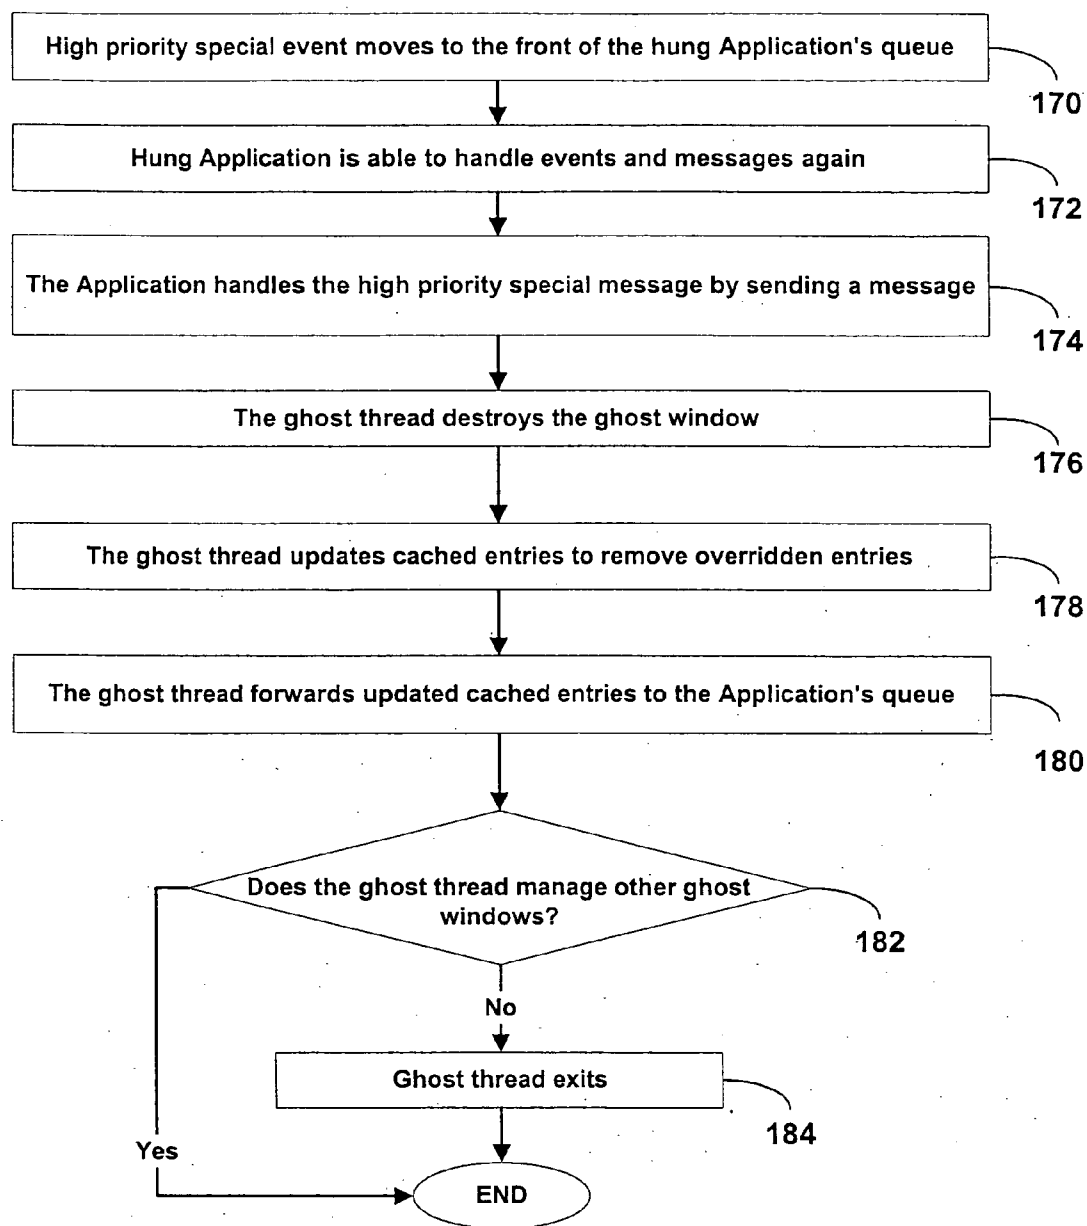 High priority special event moves to the front of the hung Application's queue
170
Hung Application is able to handle events and messages again
172
The Application handles the high priority special message by sending a message
174
The ghost thread destroys the ghost window
176
The ghost thread updates cached entries to remove overridden entries
178
The ghost thread forwards updated cached entries to the Application's queue
180
Does the ghost thread manage other ghost
windows?
182
No
Ghost thread exits
184
Yes
END